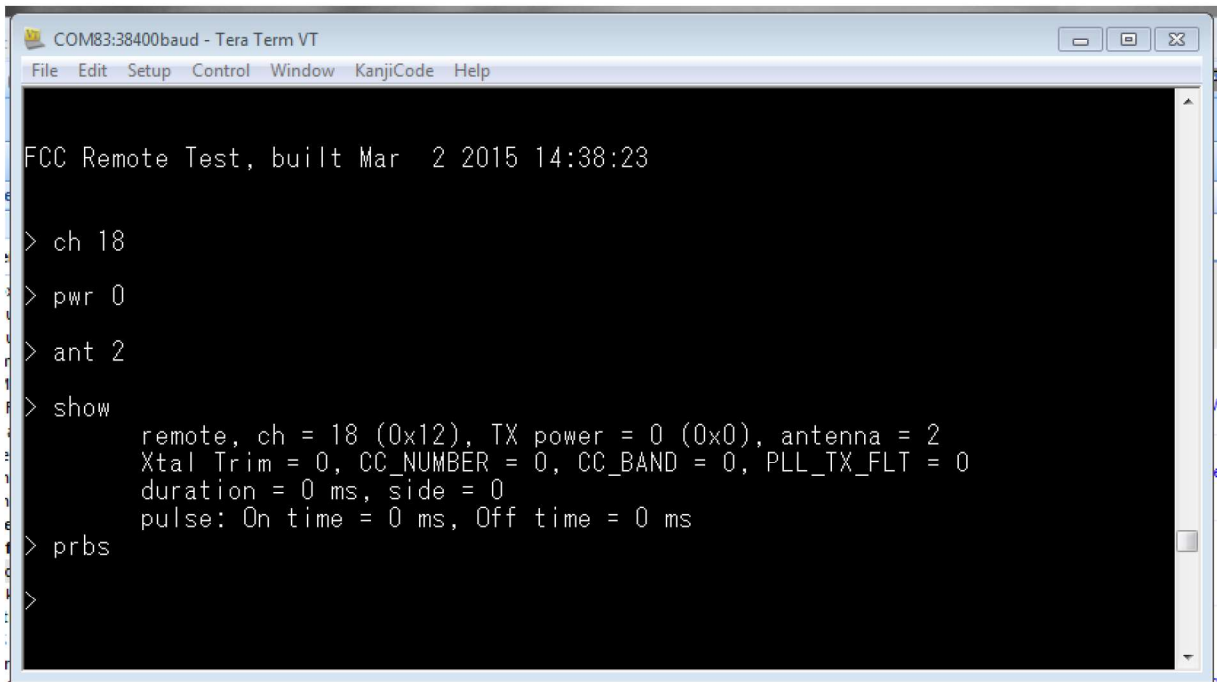 COM83:38400baud - Tera Term VT
File Edit Setup Control Window KanjiCode Help
FCC Remote Test, built Mar  2 2015 14:38:23
> ch 18
> pwr 0
> ant 2
> show
remote, ch = 18 (0x12), TX power = 0 (0x0), antenna = 2
Xtal Trim = 0, CC_NUMBER = 0, CC_BAND = 0, PLL_TX_FLT = 0
duration = 0 ms, side = 0
pulse: On time = 0 ms, Off time = 0 ms
> prbs
>